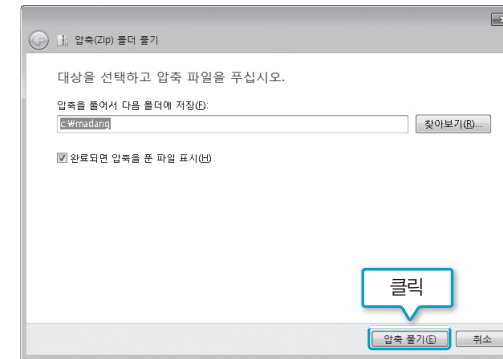 압축(Zip) 폴더 풀기
대상을 선택하고 압축 파일을 푸십시오.
압축을 풀어서 다음 폴더에 저장(F):
c:₩madang
찾아보기(R)...
완료되면 압축을 푼 파일 표시(H)
클릭
압축 풀기(E)
취소